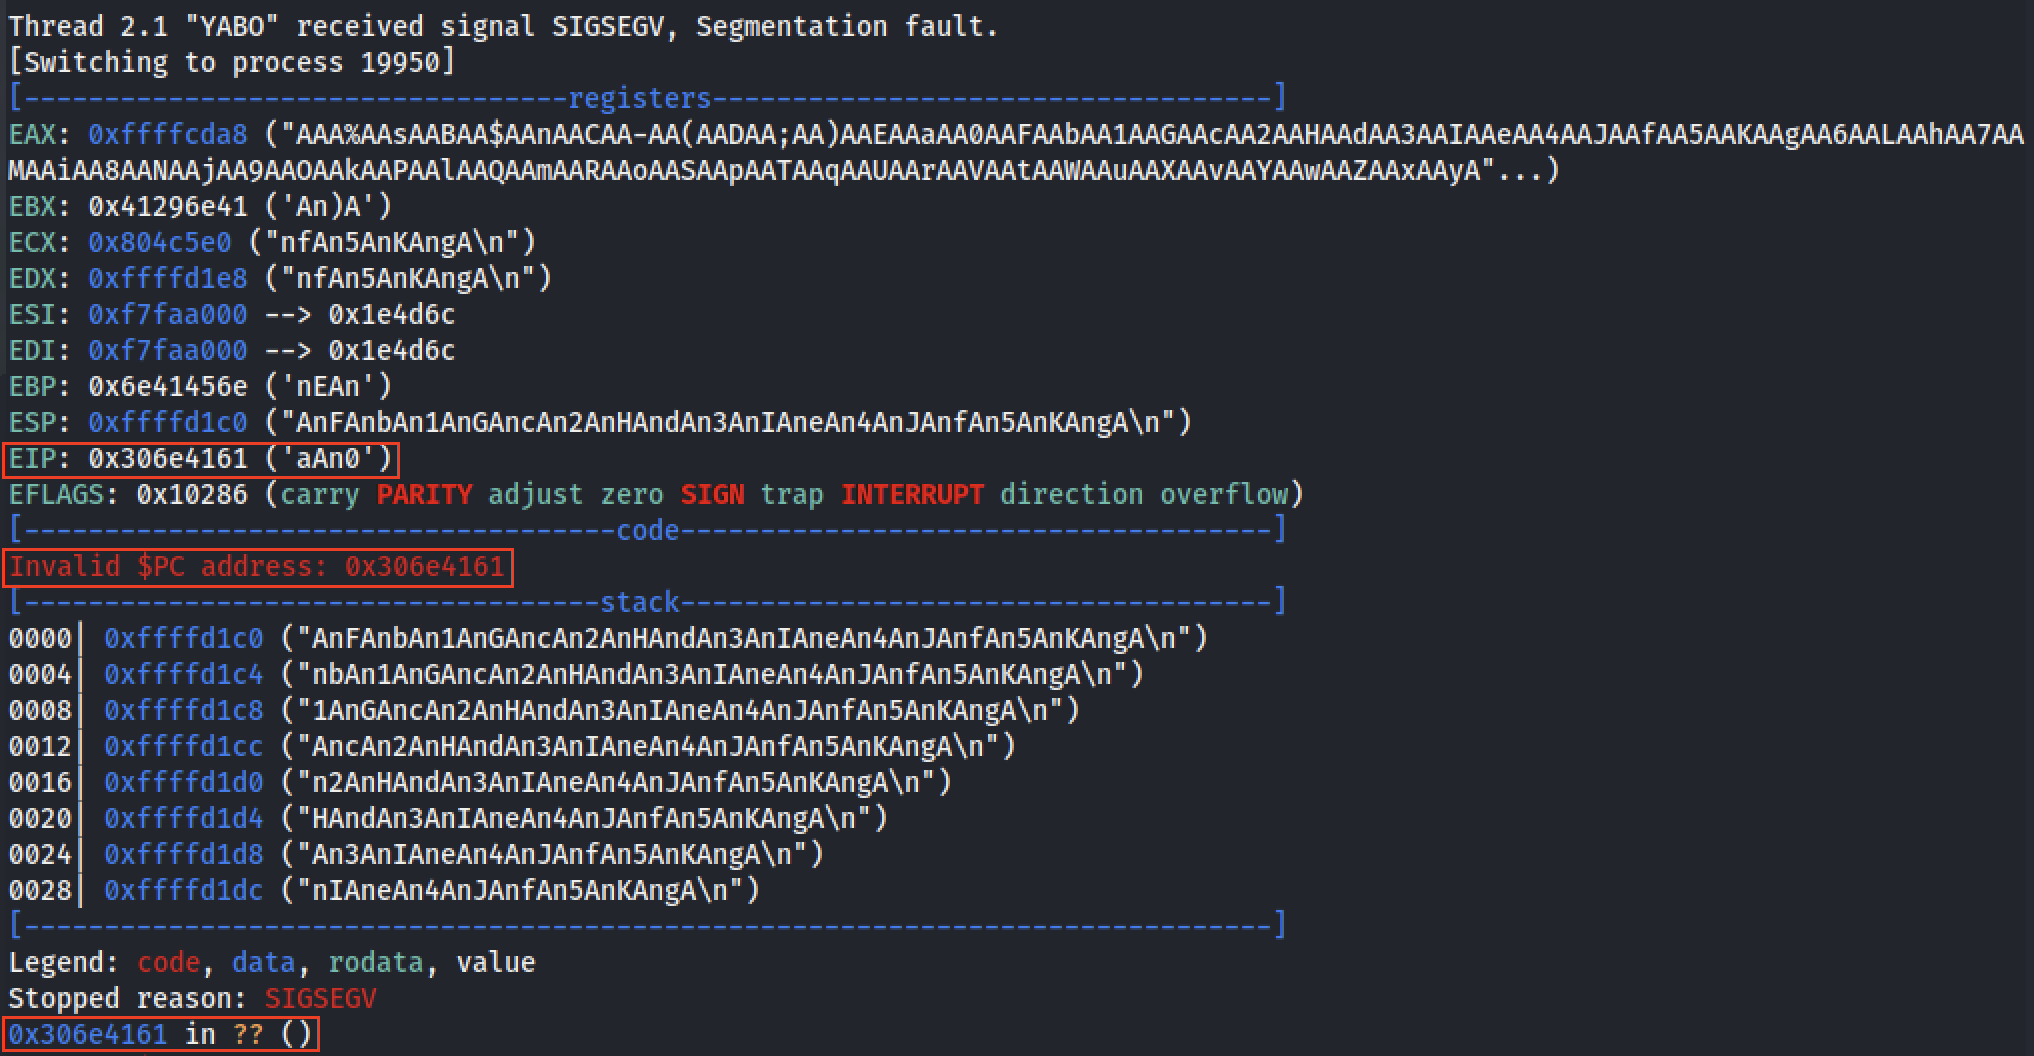 Thread 2.1 "YABO" received signal SIGSEGV, Segmentation fault.
[Switching to process 19950]
[----------------------------------registers-----------------------------------]
EAX: 0xffffcda8 ("AAA%AAsAABAA$AAnAACAA-AA(AADAA;AA)AAEAAaAA0AAFAAbAA1AAGAAcAA2AAHAAdAA3AAIAAeAA4AAJAAfAA5AAKAAgAA6AALAAhAA7AA
MAAiAA8AANAAjAA9AAOAAkAAPAAlAAQAAmAARAAoAASAApAATAAqAAUAArAAVAAtAAWAAuAAXAAvAAYAAwAAZAAxAAyA"...)
EBX: 0x41296e41 ('An)A')
ECX: 0x804c5e0 ("nfAn5AnKAngA\n")
EDX: 0xffffd1e8 ("nfAn5AnKAngA\n")
ESI: 0xf7faa000 --> 0x1e4d6c
EDI: 0xf7faa000 --> 0x1e4d6c
EBP: 0x6e41456e ('nEAn')
ESP: 0xffffd1c0 ("AnFAnbAn1AnGAncAn2AnHAndAn3AnIAneAn4AnJAnfAn5AnKAngA\n")
EIP: 0x306e4161 ('aAn0')
EFLAGS: 0x10286 (carry PARITY adjust zero SIGN trap INTERRUPT direction overflow)
[-------------------------------------code-------------------------------------]
Invalid $PC address: 0x306e4161
[------------------------------------stack-------------------------------------]
0000| 0xffffd1c0 ("AnFAnbAn1AnGAncAn2AnHAndAn3AnIAneAn4AnJAnfAn5AnKAngA\n")
0004| 0xffffd1c4 ("nbAn1AnGAncAn2AnHAndAn3AnIAneAn4AnJAnfAn5AnKAngA\n")
0008| 0xffffd1c8 ("1AnGAncAn2AnHAndAn3AnIAneAn4AnJAnfAn5AnKAngA\n")
0012| 0xffffd1cc ("AncAn2AnHAndAn3AnIAneAn4AnJAnfAn5AnKAngA\n")
0016| 0xffffd1d0 ("n2AnHAndAn3AnIAneAn4AnJAnfAn5AnKAngA\n")
0020| 0xffffd1d4 ("HAndAn3AnIAneAn4AnJAnfAn5AnKAngA\n")
0024| 0xffffd1d8 ("An3AnIAneAn4AnJAnfAn5AnKAngA\n")
0028| 0xffffd1dc ("nIAneAn4AnJAnfAn5AnKAngA\n")
[------------------------------------------------------------------------------]
Legend: code, data, rodata, value
Stopped reason: SIGSEGV
0x306e4161 in ?? ()